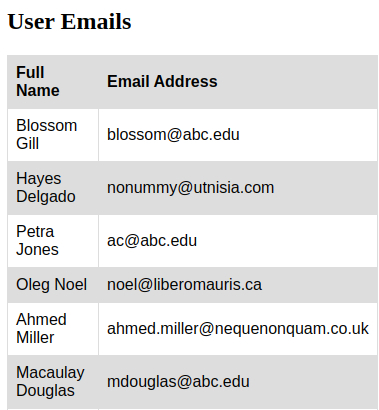 User Emails
Full
Name
Email Address
Blossom
Gill
blossom@abc.edu
Hayes
Delgado
nonummy@utnisia.com
Petra
Jones
ac@abc.edu
Oleg Noel
noel@liberomauris.ca
Ahmed
Miller
ahmed.miller@nequenonquam.co.uk
Macaulay
Douglas
mdouglas@abc.edu